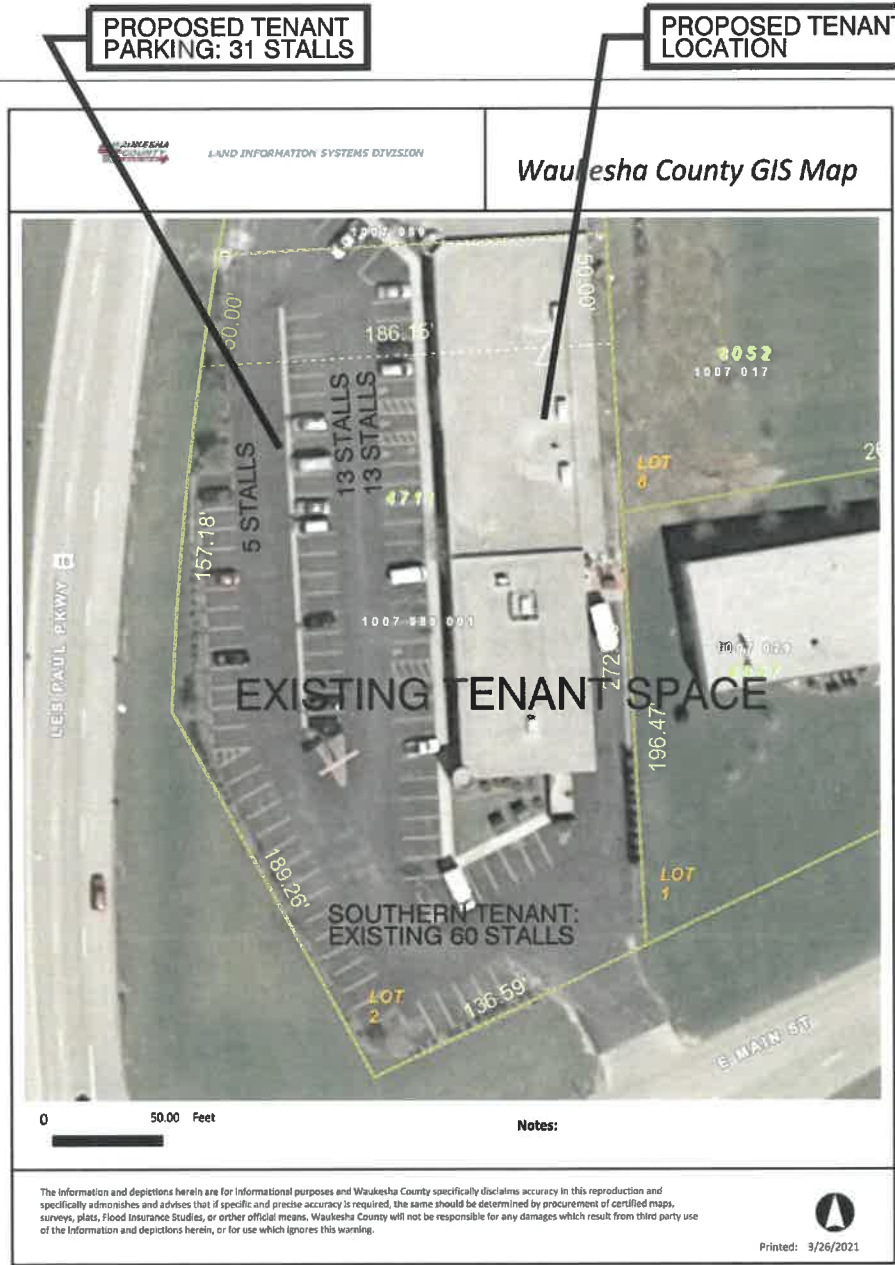 PROPOSED TENANT
PARKING: 31 STALLS
PROPOSED TENANT
LOCATION
WAUKESHA
COUNTY
LAND INFORMATION SYSTEMS DIVISION
Waukesha County GIS Map
50.00
186.15'
8052
1007 017
13 STALLS
13 STALLS
5 STALLS
LOT
6
4711
157.18'
18
LES PAUL PKWY
EXISTING TENANT SPACE
196.47'
189.26'
LOT
1
SOUTHERN TENANT:
EXISTING 60 STALLS
LOT
2
136.59'
E MAIN ST
0
50.00 Feet
Notes:
The information and depictions herein are for informational purposes and Waukesha County specifically disclaims accuracy in this reproduction and
specifically admonishes and advises that if specific and precise accuracy is required, the same should be determined by procurement of certified maps,
surveys, plats, Flood Insurance Studies, or orther official means. Waukesha County will not be responsible for any damages which result from third party use
of the information and depictions herein, or for use which ignores this warning.
Printed: 3/26/2021